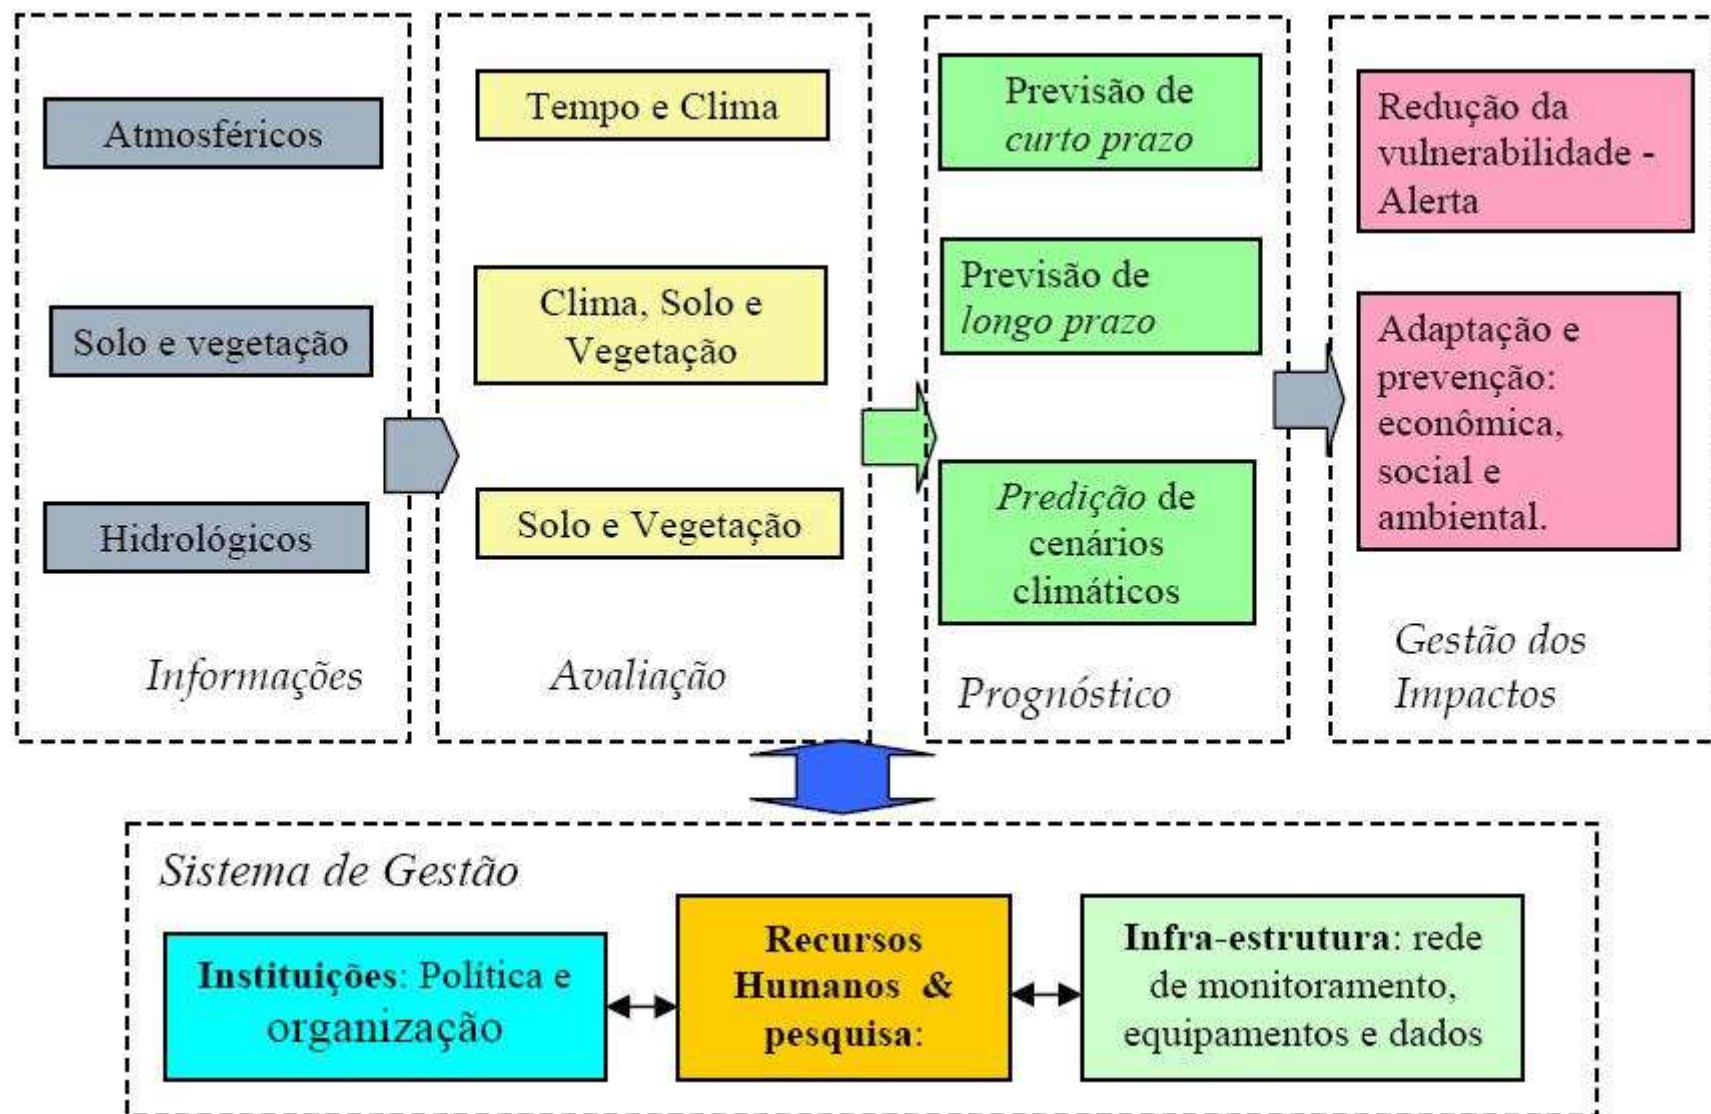 Atmosféricos
Solo e vegetação
Hidrológicos
Informações
Tempo e Clima
Clima, Solo e
Vegetação
Solo e Vegetação
Avaliação
Previsão de
curto prazo
Previsão de
longo prazo
Predição de
cenários
climáticos
Prognóstico
Redução da
vulnerabilidade -
Alerta
Adaptação e
prevenção:
econômica,
social e
ambiental.
Gestão dos
Impactos
Sistema de Gestão
Instituições: Política e
organização
Recursos
Humanos &
pesquisa:
Infra-estrutura: rede
de monitoramento,
equipamentos e dados